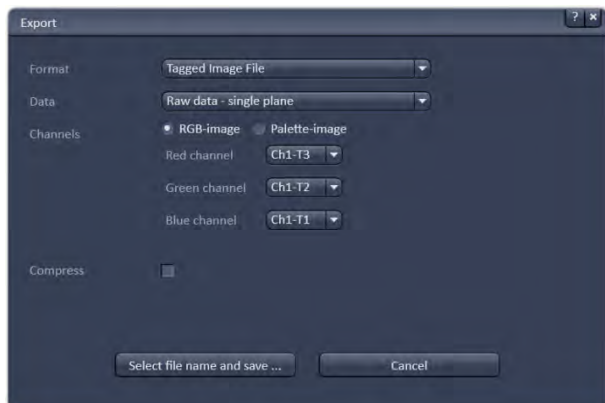 Export
? ×
Format Tagged Image File
Data Raw data - single plane
Channels RGB-image Palette-image
Red channel Ch1-T3
Green channel Ch1-T2
Blue channel Ch1-T1
Compress
Select file name and save ... Cancel